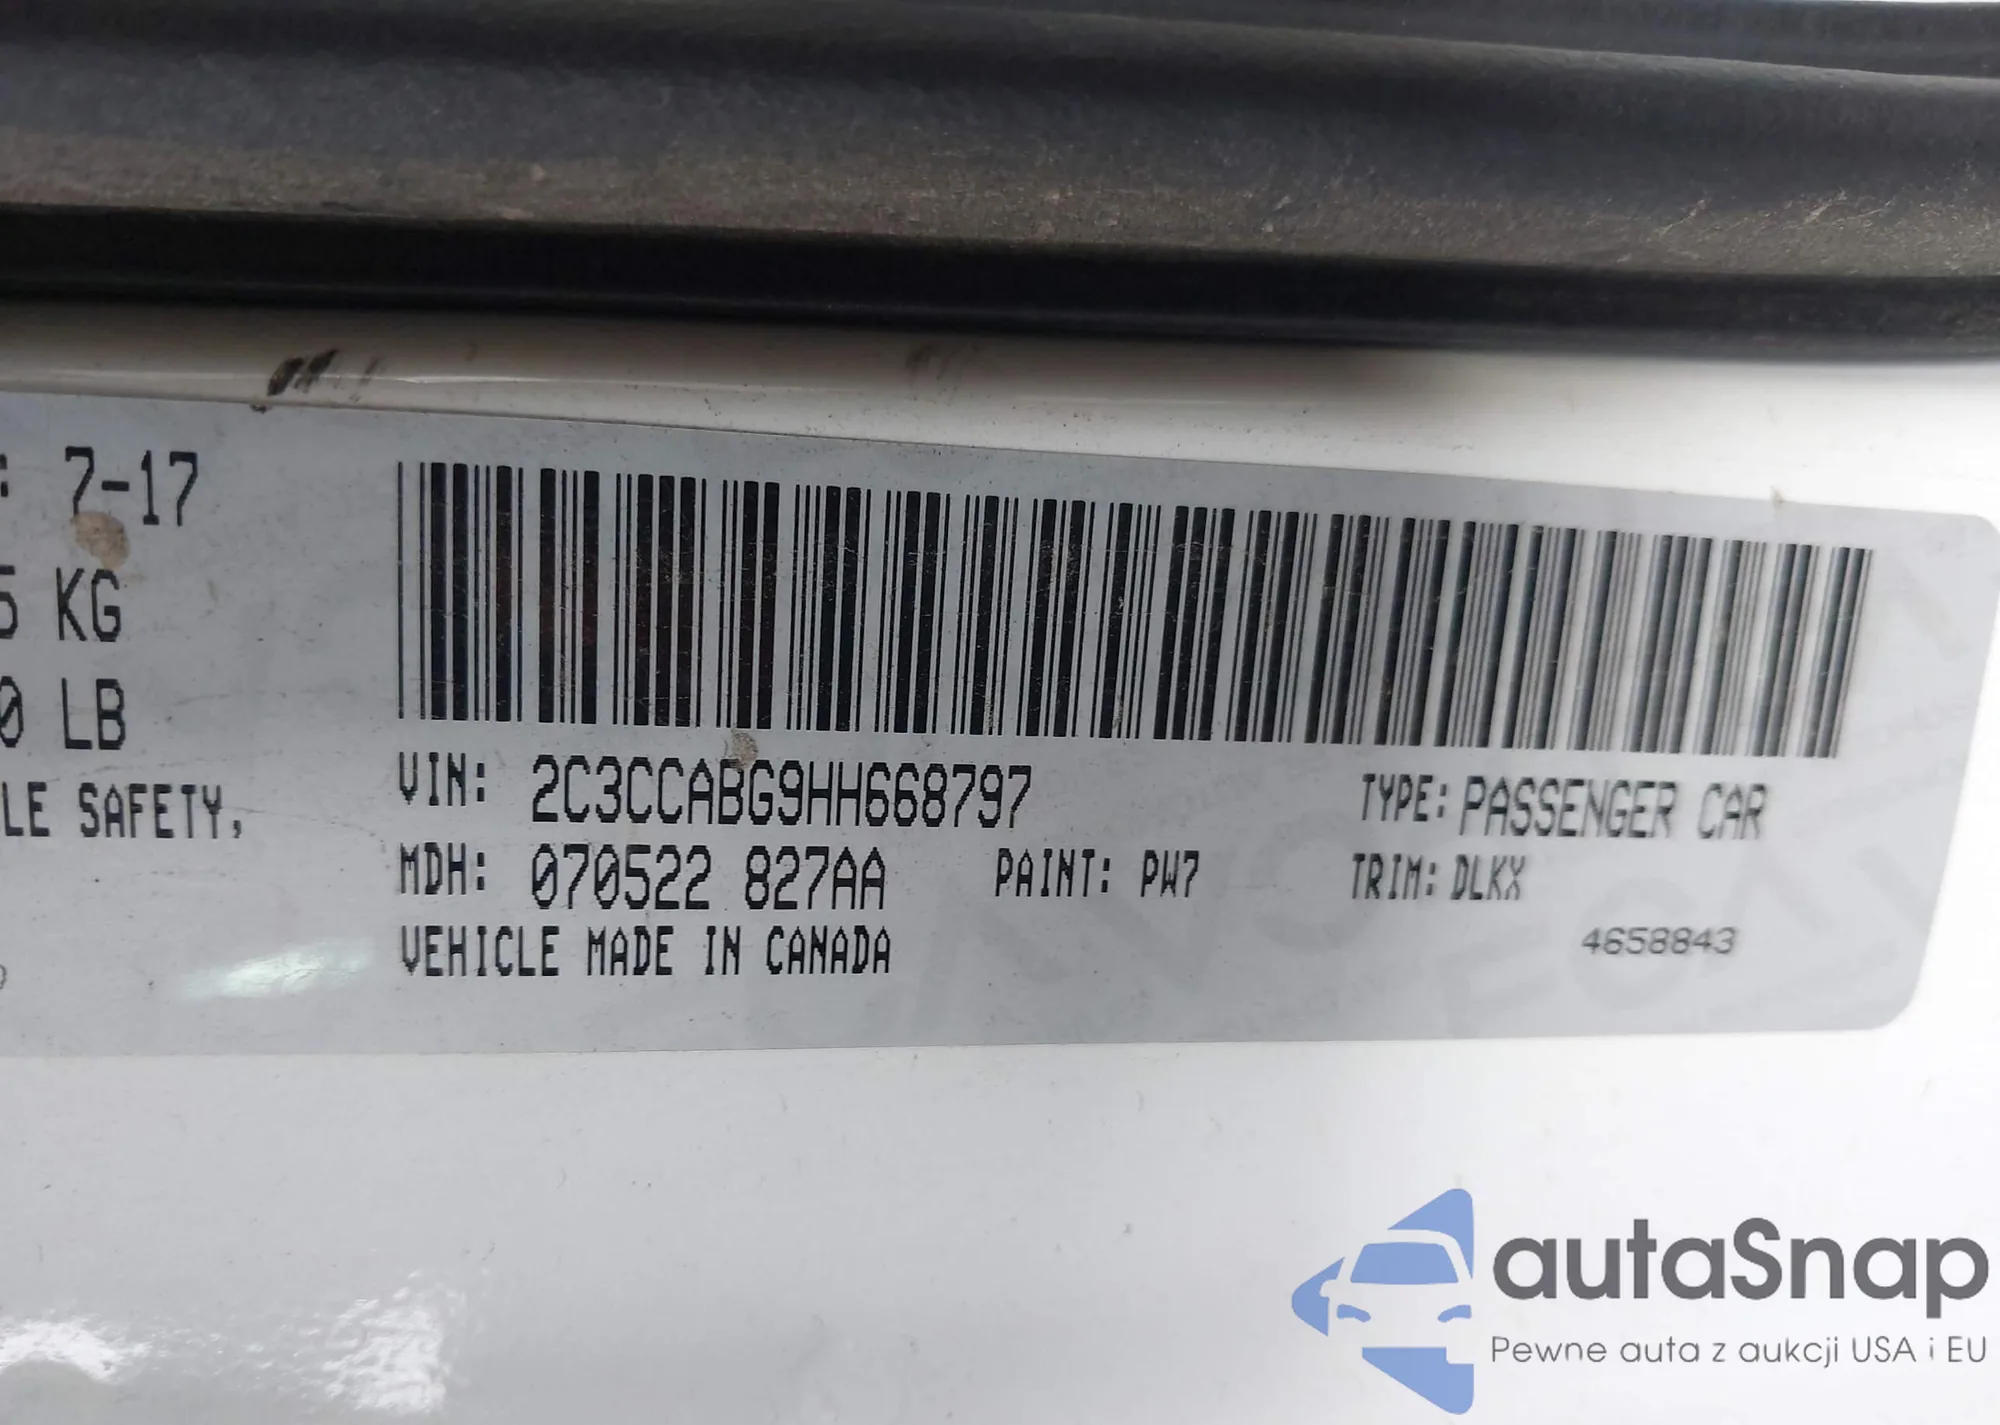 : 7-17
5 KG
0 LB
LE SAFETY,
VIN: 2C3CCABG9HH668797
TYPE: PASSENGER CAR
MDH: 070522 827AA
PAINT: PW7
TRIM: DLKX
VEHICLE MADE IN CANADA
4658843
autaSnap
Pewne auta z aukcji USA i EU